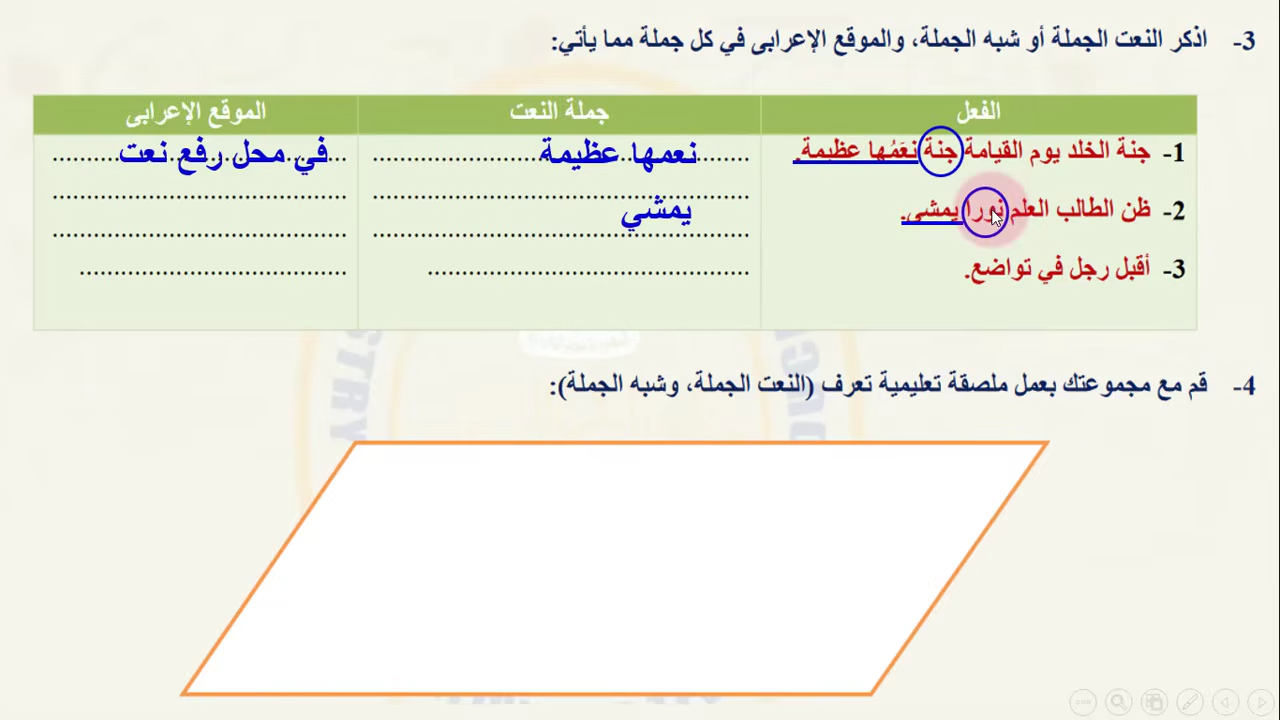 3- اذكر النعت الجملة أو شبه الجملة، والموقع الإعرابى في كل جملة مما يأتي:
الفعل جملة النعت الموقع الإعرابى
1- جنة الخلد يوم القيامة جنة نعَمُها عظيمة. نعمها عظيمة في محل رفع نعت
2- ظن الطالب العلم نورا يمشى. يمشي
3- أقبل رجل في تواضع.
4- قم مع مجموعتك بعمل ملصقة تعليمية تعرف (النعت الجملة، وشبه الجملة):